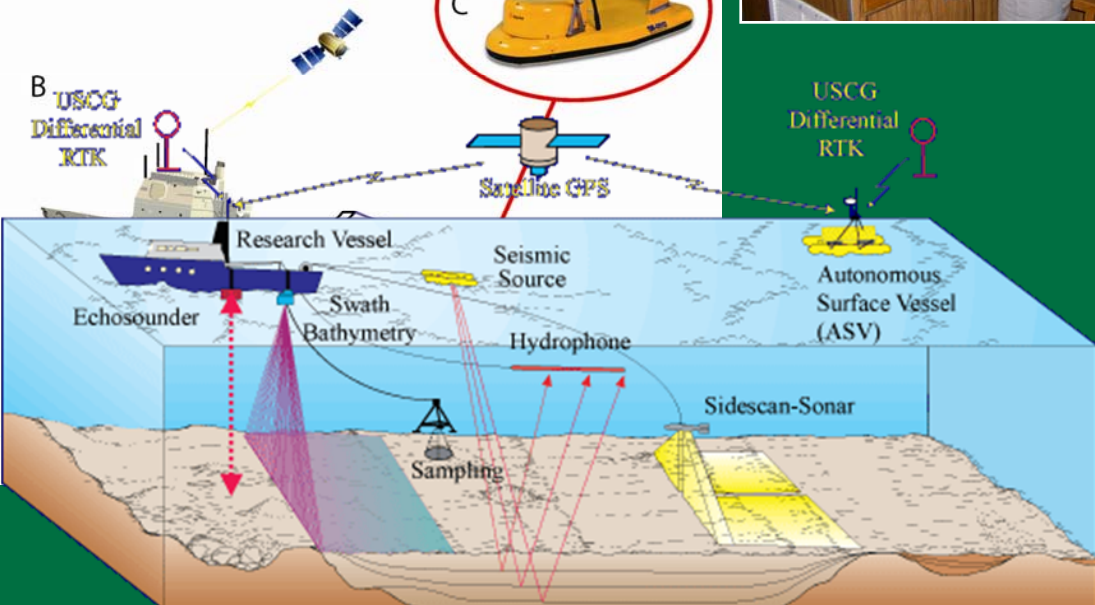 C
B
USCG
Differential
RTK
USCG
Differential
RTK
Satellite GPS
Research Vessel
Seismic
Source
Autonomous
Surface Vessel
(ASV)
Echosounder
Swath
Bathymetry
Hydrophone
Sidescan-Sonar
Sampling